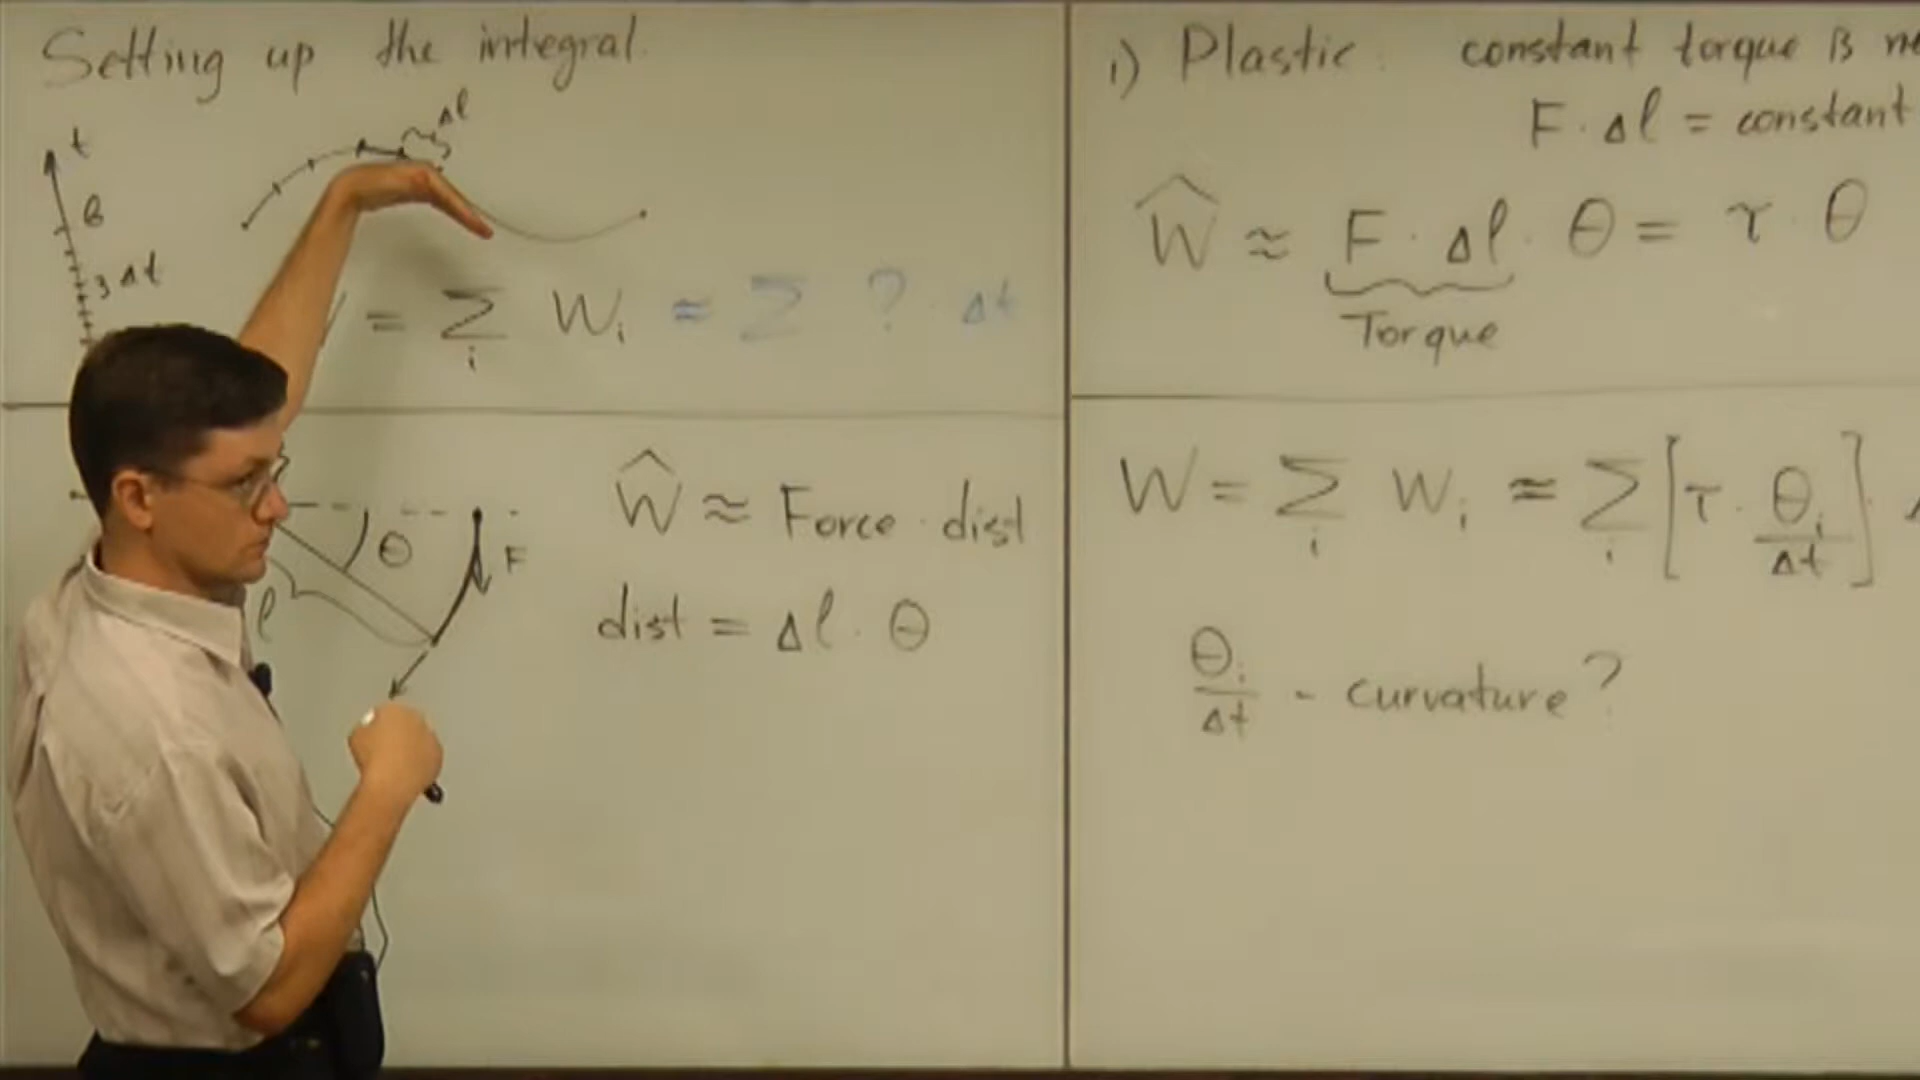 Setting up the integral.
Δl
t
b
} Δt
= Σ Wᵢ ≈ Σ ? · Δt
i
θ
F
l
Ŵ ≈ Force · dist
dist = Δl · θ
1) Plastic: constant torque is
F · Δl = constant
Ŵ ≈ F · Δl · θ = τ · θ
Torque
W = Σ Wᵢ ≈ Σ [τ · θᵢ/Δt] ·
i i
θᵢ/Δt - curvature?